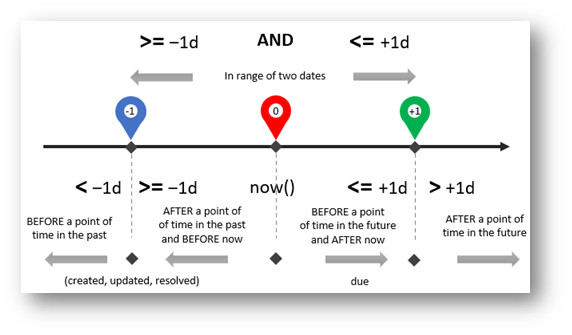 >= –1d AND <= +1d
In range of two dates
-1 0 +1
< –1d >= –1d now() <= +1d > +1d
BEFORE a point of
time in the past
AFTER a point of
of time in the past
and BEFORE now
BEFORE a point
of time in the future
and AFTER now
AFTER a point of
time in the future
(created, updated, resolved) due